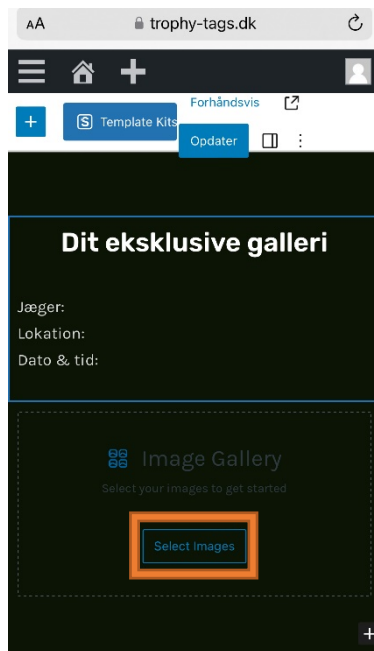 AA
trophy-tags.dk
Forhåndsvis
S Template Kits
Opdater
Dit eksklusive galleri
Jæger:
Lokation:
Dato & tid:
Image Gallery
Select your images to get started
Select Images